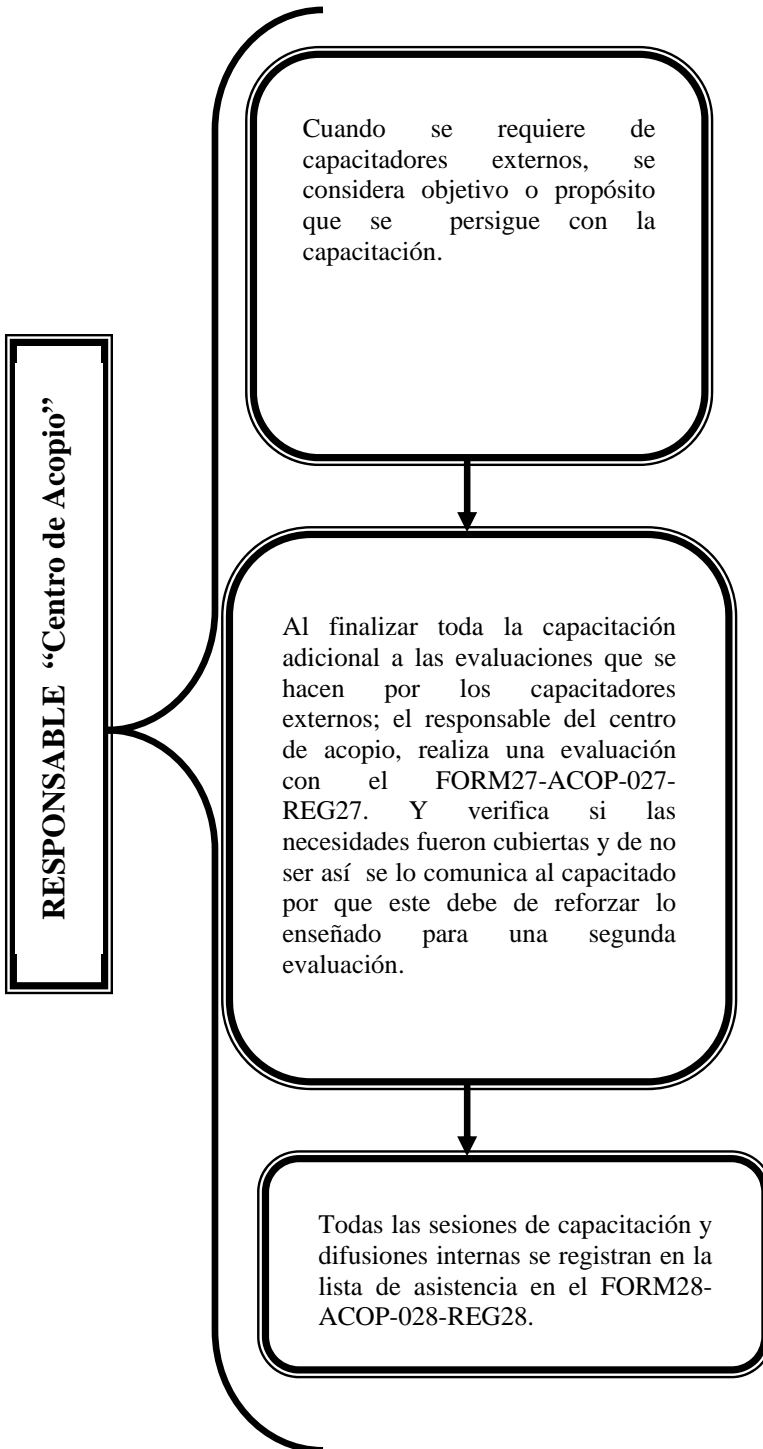 RESPONSABLE “Centro de Acopio”
Cuando se requiere de
capacitadores externos, se
considera objetivo o propósito
que se persigue con la
capacitación.
Al finalizar toda la capacitación
adicional a las evaluaciones que se
hacen por los capacitadores
externos; el responsable del centro
de acopio, realiza una evaluación
con el FORM27-ACOP-027-
REG27. Y verifica si las
necesidades fueron cubiertas y de no
ser así se lo comunica al capacitado
por que este debe de reforzar lo
enseñado para una segunda
evaluación.
Todas las sesiones de capacitación y
difusiones internas se registran en la
lista de asistencia en el FORM28-
ACOP-028-REG28.